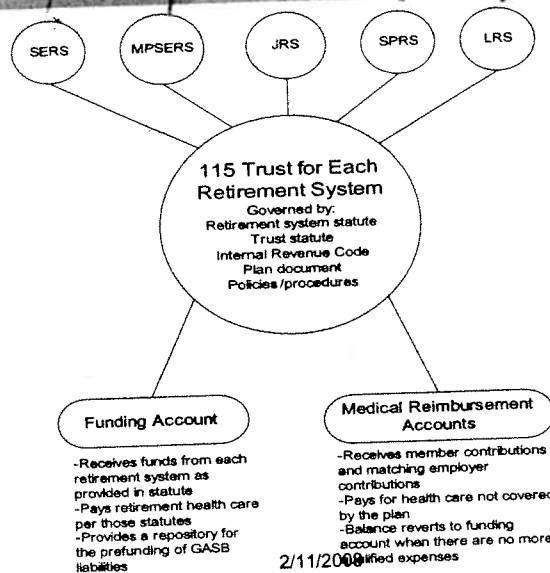 SERS
MPSERS
JRS
SPRS
LRS
115 Trust for Each
Retirement System
Governed by:
Retirement system statute
Trust statute
Internal Revenue Code
Plan document
Policies/procedures
Funding Account
-Receives funds from each
retirement system as
provided in statute
-Pays retirement health care
per those statutes
-Provides a repository for
the prefunding of GASB
liabilities
Medical Reimbursement
Accounts
-Receives member contributions
and matching employer
contributions
-Pays for health care not covered
by the plan
-Balance reverts to funding
account when there are no more
expenses